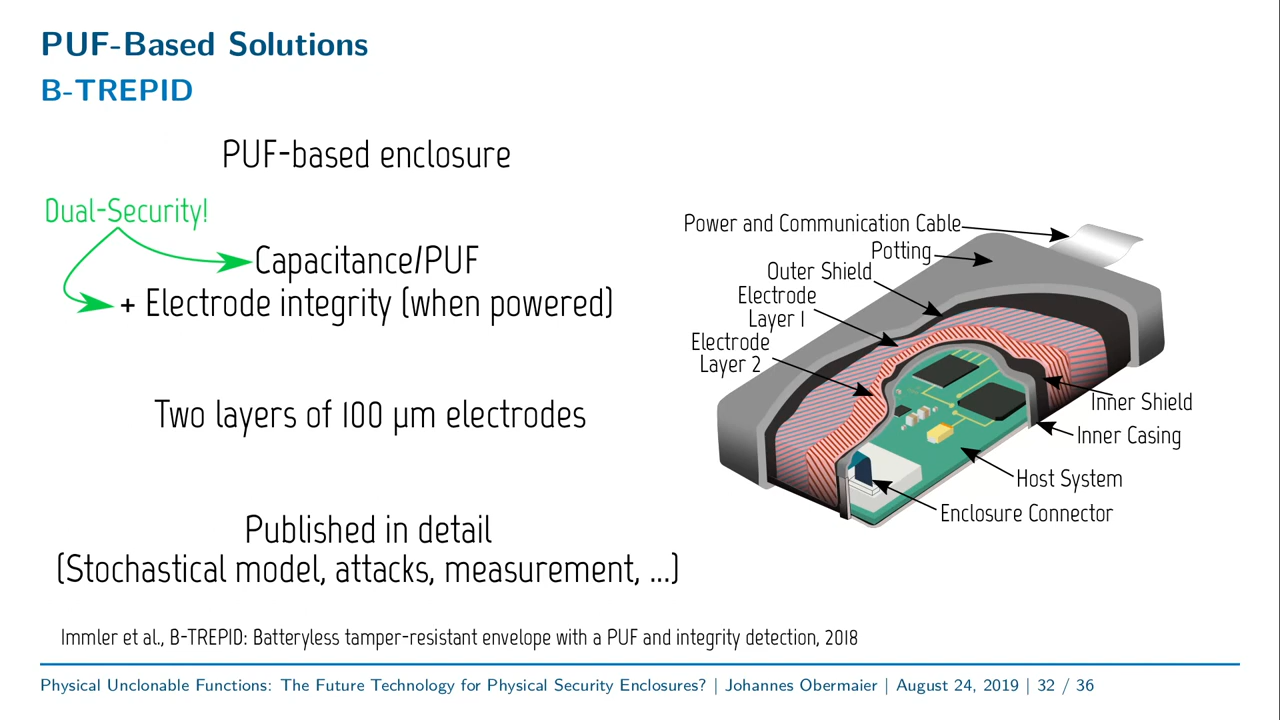 PUF-Based Solutions
B-TREPID
PUF-based enclosure
Dual-Security!
Capacitance/PUF
+ Electrode integrity (when powered)
Two layers of 100 µm electrodes
Published in detail
(Stochastical model, attacks, measurement, ...)
Power and Communication Cable
Potting
Outer Shield
Electrode
Layer 1
Electrode
Layer 2
Inner Shield
Inner Casing
Host System
Enclosure Connector
Immler et al., B-TREPID: Batteryless tamper-resistant envelope with a PUF and integrity detection, 2018
Physical Unclonable Functions: The Future Technology for Physical Security Enclosures? | Johannes Obermaier | August 24, 2019 | 32 / 36